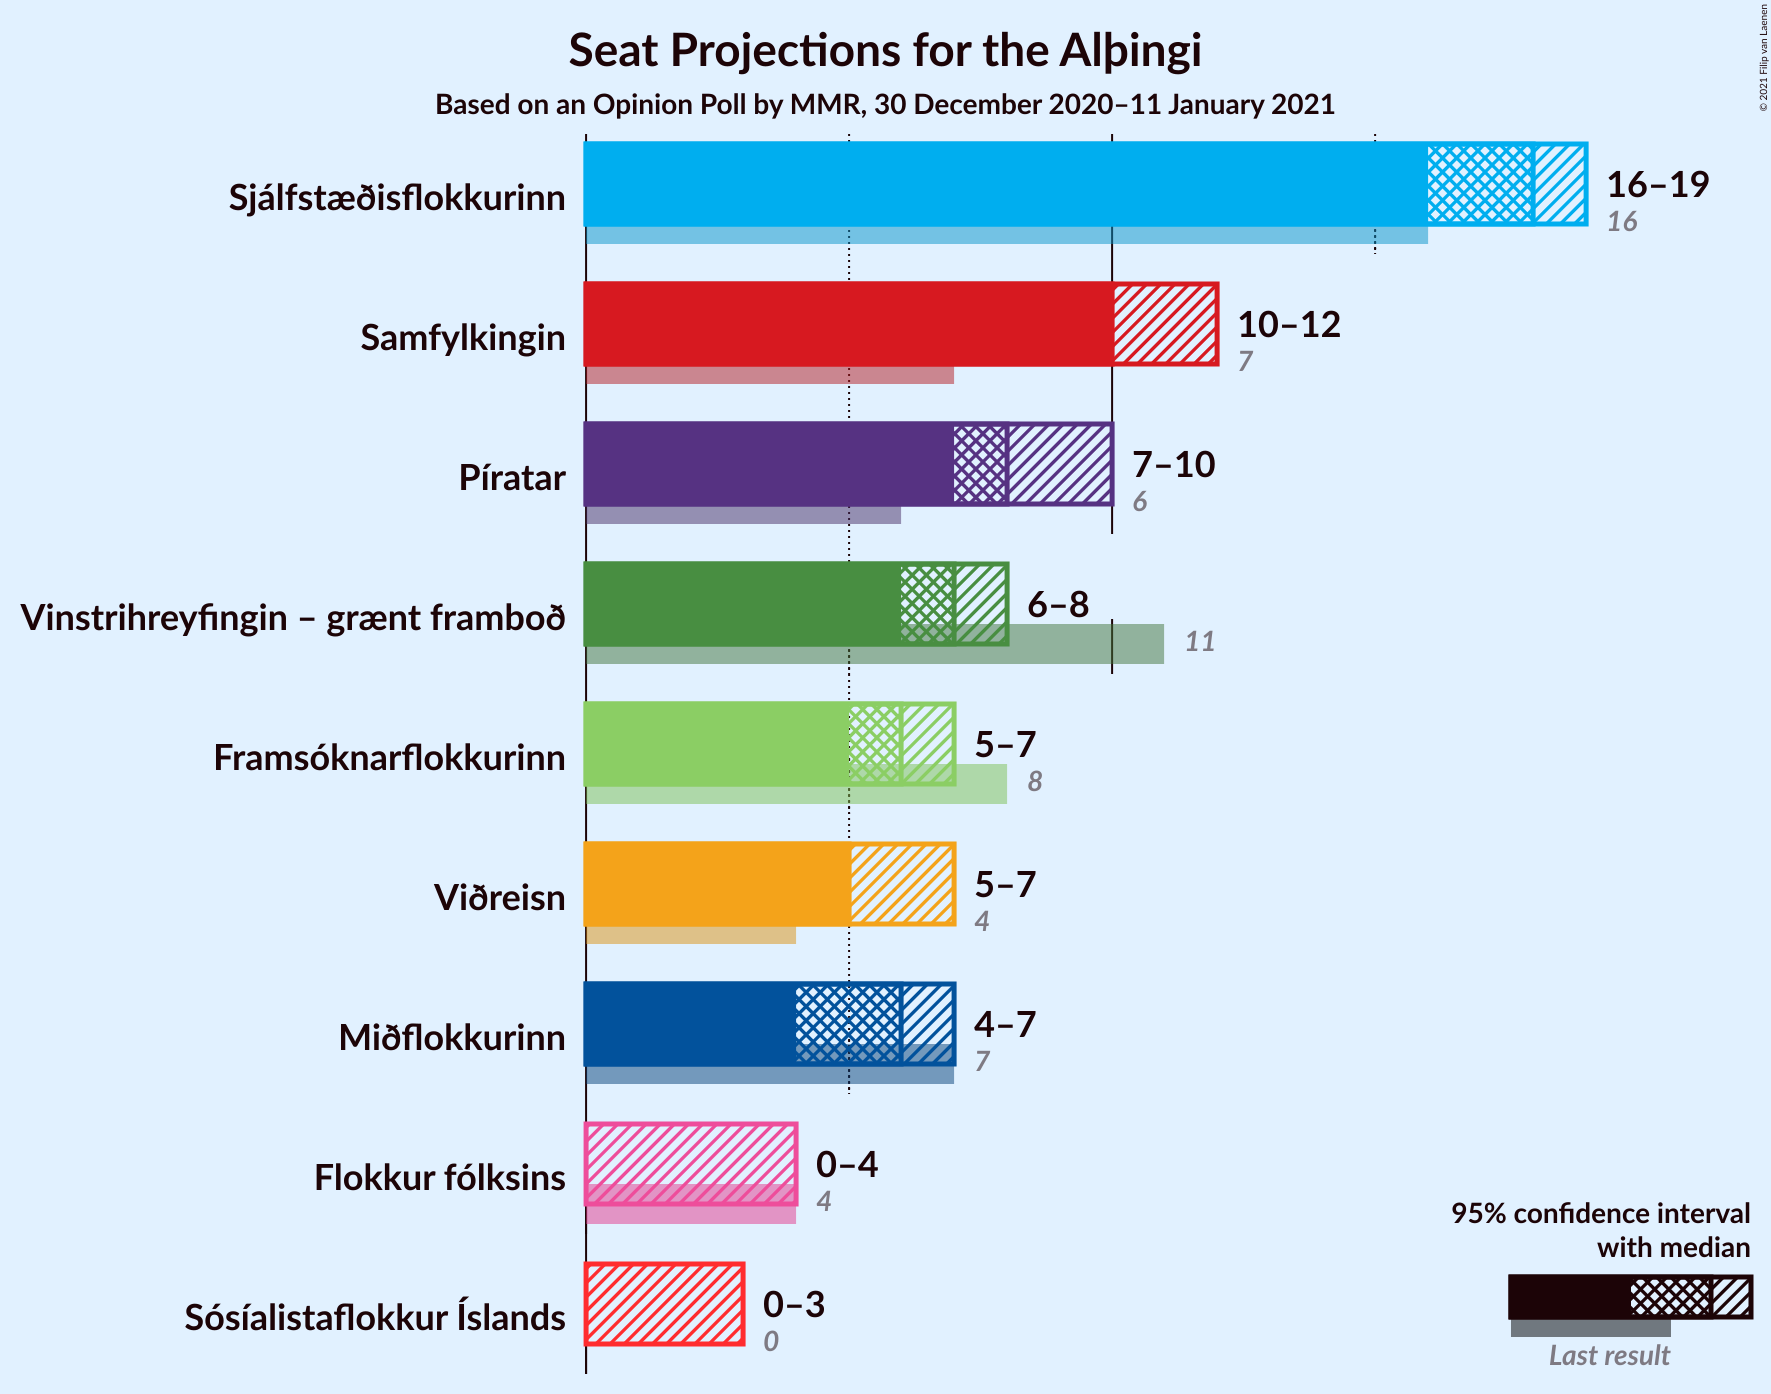 Seat Projections for the Alþingi
Based on an Opinion Poll by MMR, 30 December 2020–11 January 2021
© 2021 Filip van Laenen
Sjálfstæðisflokkurinn
16–19
16
Samfylkingin
10–12
7
Píratar
7–10
6
Vinstrihreyfingin – grænt framboð
6–8
11
Framsóknarflokkurinn
5–7
8
Viðreisn
5–7
4
Miðflokkurinn
4–7
7
Flokkur fólksins
0–4
4
Sósíalistaflokkur Íslands
0–3
0
95% confidence interval
with median
Last result